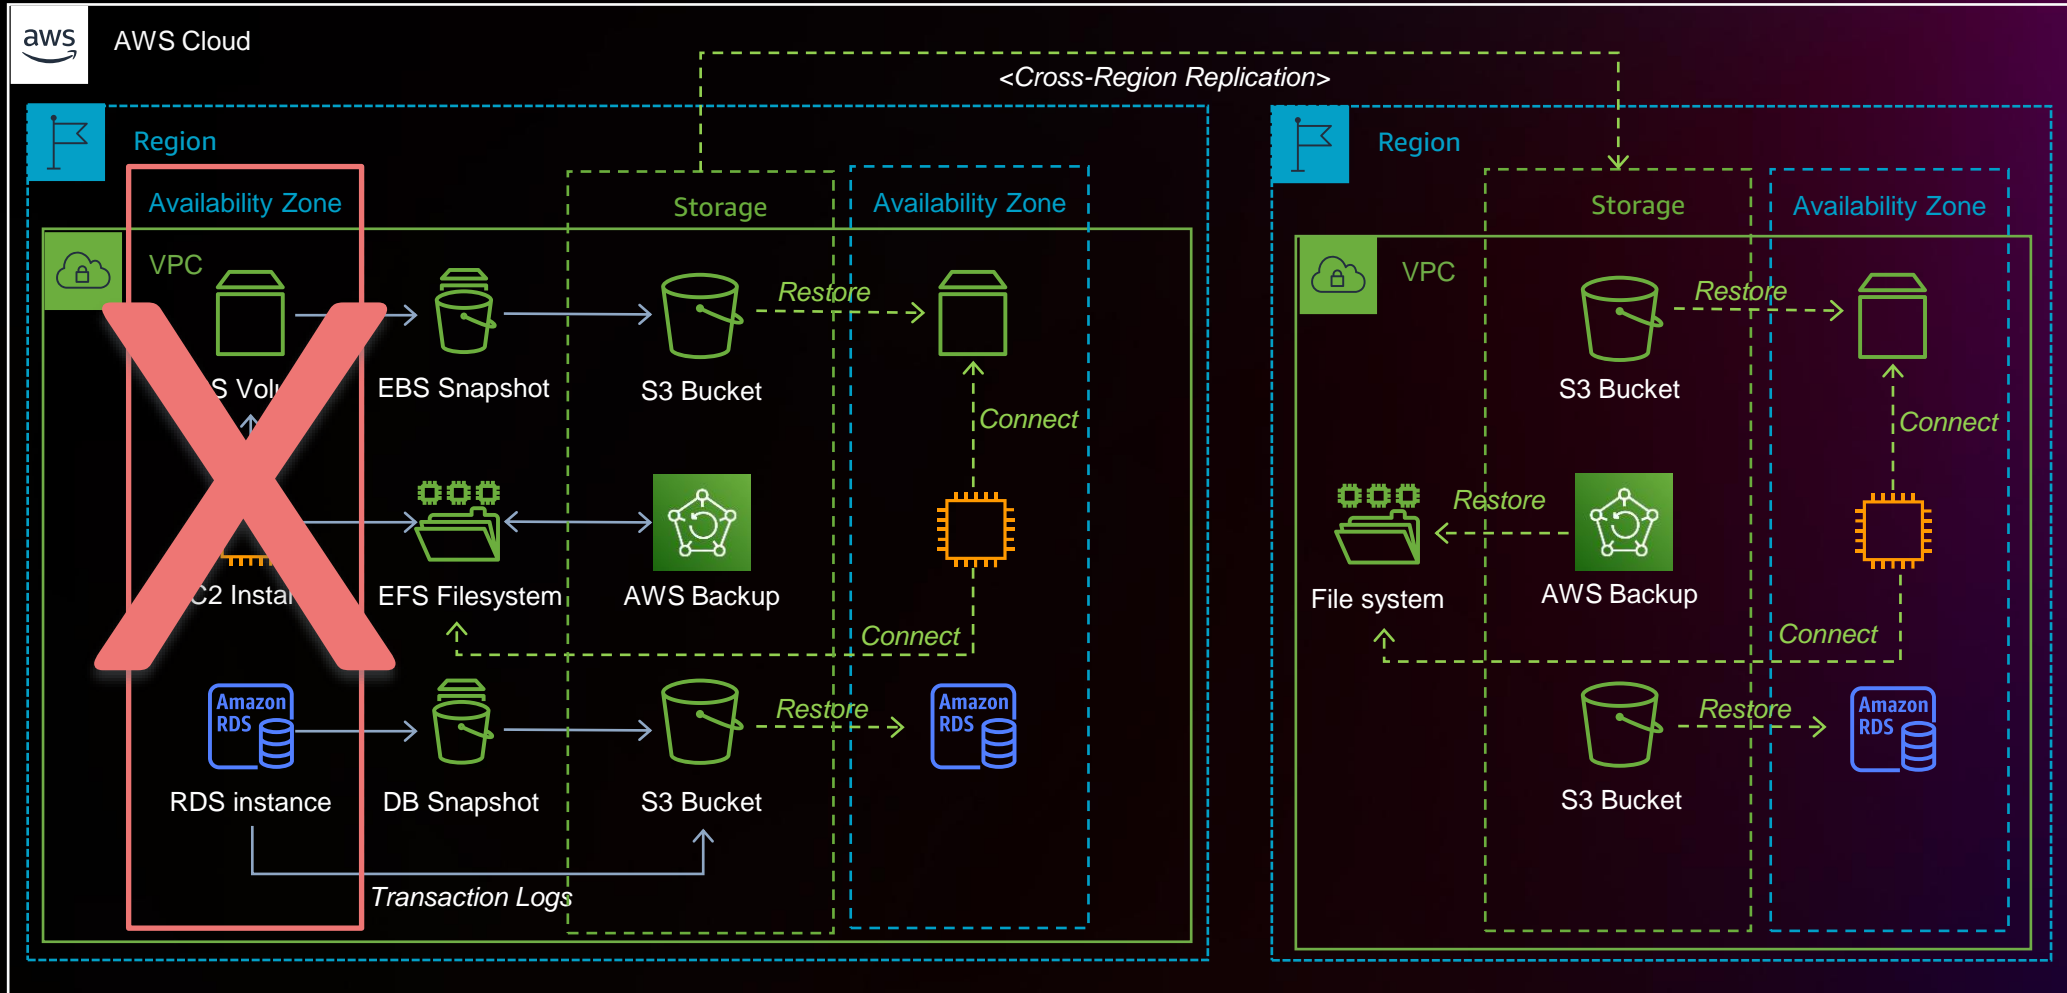 aws
AWS Cloud
<Cross-Region Replication>
Region
Availability Zone
Storage
Availability Zone
VPC
Restore
S Volu
EBS Snapshot
S3 Bucket
Connect
C2 Insta
EFS Filesystem
AWS Backup
Connect
Amazon
RDS
Restore
Amazon
RDS
RDS instance
DB Snapshot
S3 Bucket
Transaction Logs
Region
Storage
Availability Zone
VPC
Restore
S3 Bucket
Connect
Restore
File system
AWS Backup
Connect
Restore
Amazon
RDS
S3 Bucket